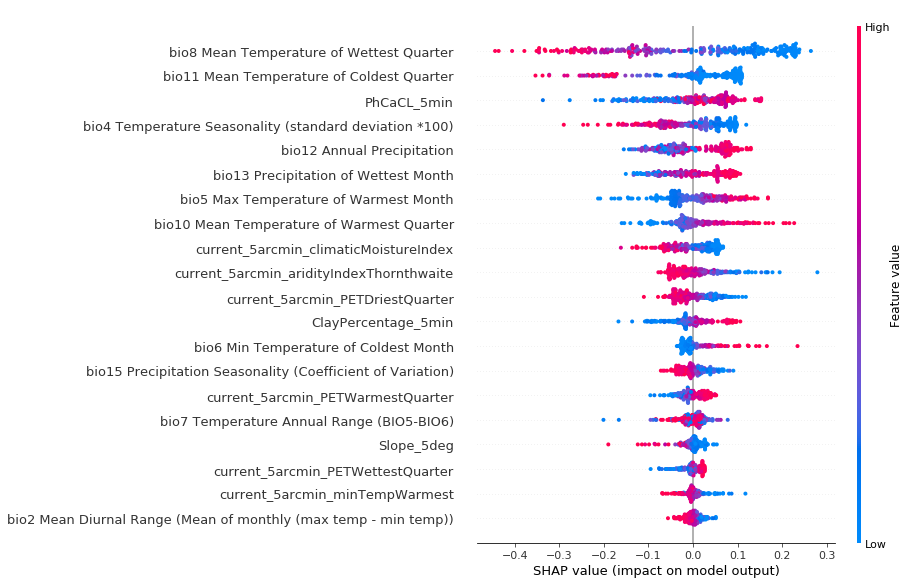 High
bio8 Mean Temperature of Wettest Quarter
bio11 Mean Temperature of Coldest Quarter
PhCaCL_5min
bio4 Temperature Seasonality (standard deviation *100)
bio12 Annual Precipitation
bio13 Precipitation of Wettest Month
bio5 Max Temperature of Warmest Month
bio10 Mean Temperature of Warmest Quarter
current_5arcmin_climaticMoistureIndex
current_5arcmin_aridityIndexThornthwaite
current_5arcmin_PETDriestQuarter
ClayPercentage_5min
bio6 Min Temperature of Coldest Month
bio15 Precipitation Seasonality (Coefficient of Variation)
current_5arcmin_PETWarmestQuarter
bio7 Temperature Annual Range (BIO5-BIO6)
Slope_5deg
current_5arcmin_PETWettestQuarter
current_5arcmin_minTempWarmest
bio2 Mean Diurnal Range (Mean of monthly (max temp - min temp))
Feature value
Low
−0.4 −0.3 −0.2 −0.1 0.0 0.1 0.2 0.3
SHAP value (impact on model output)